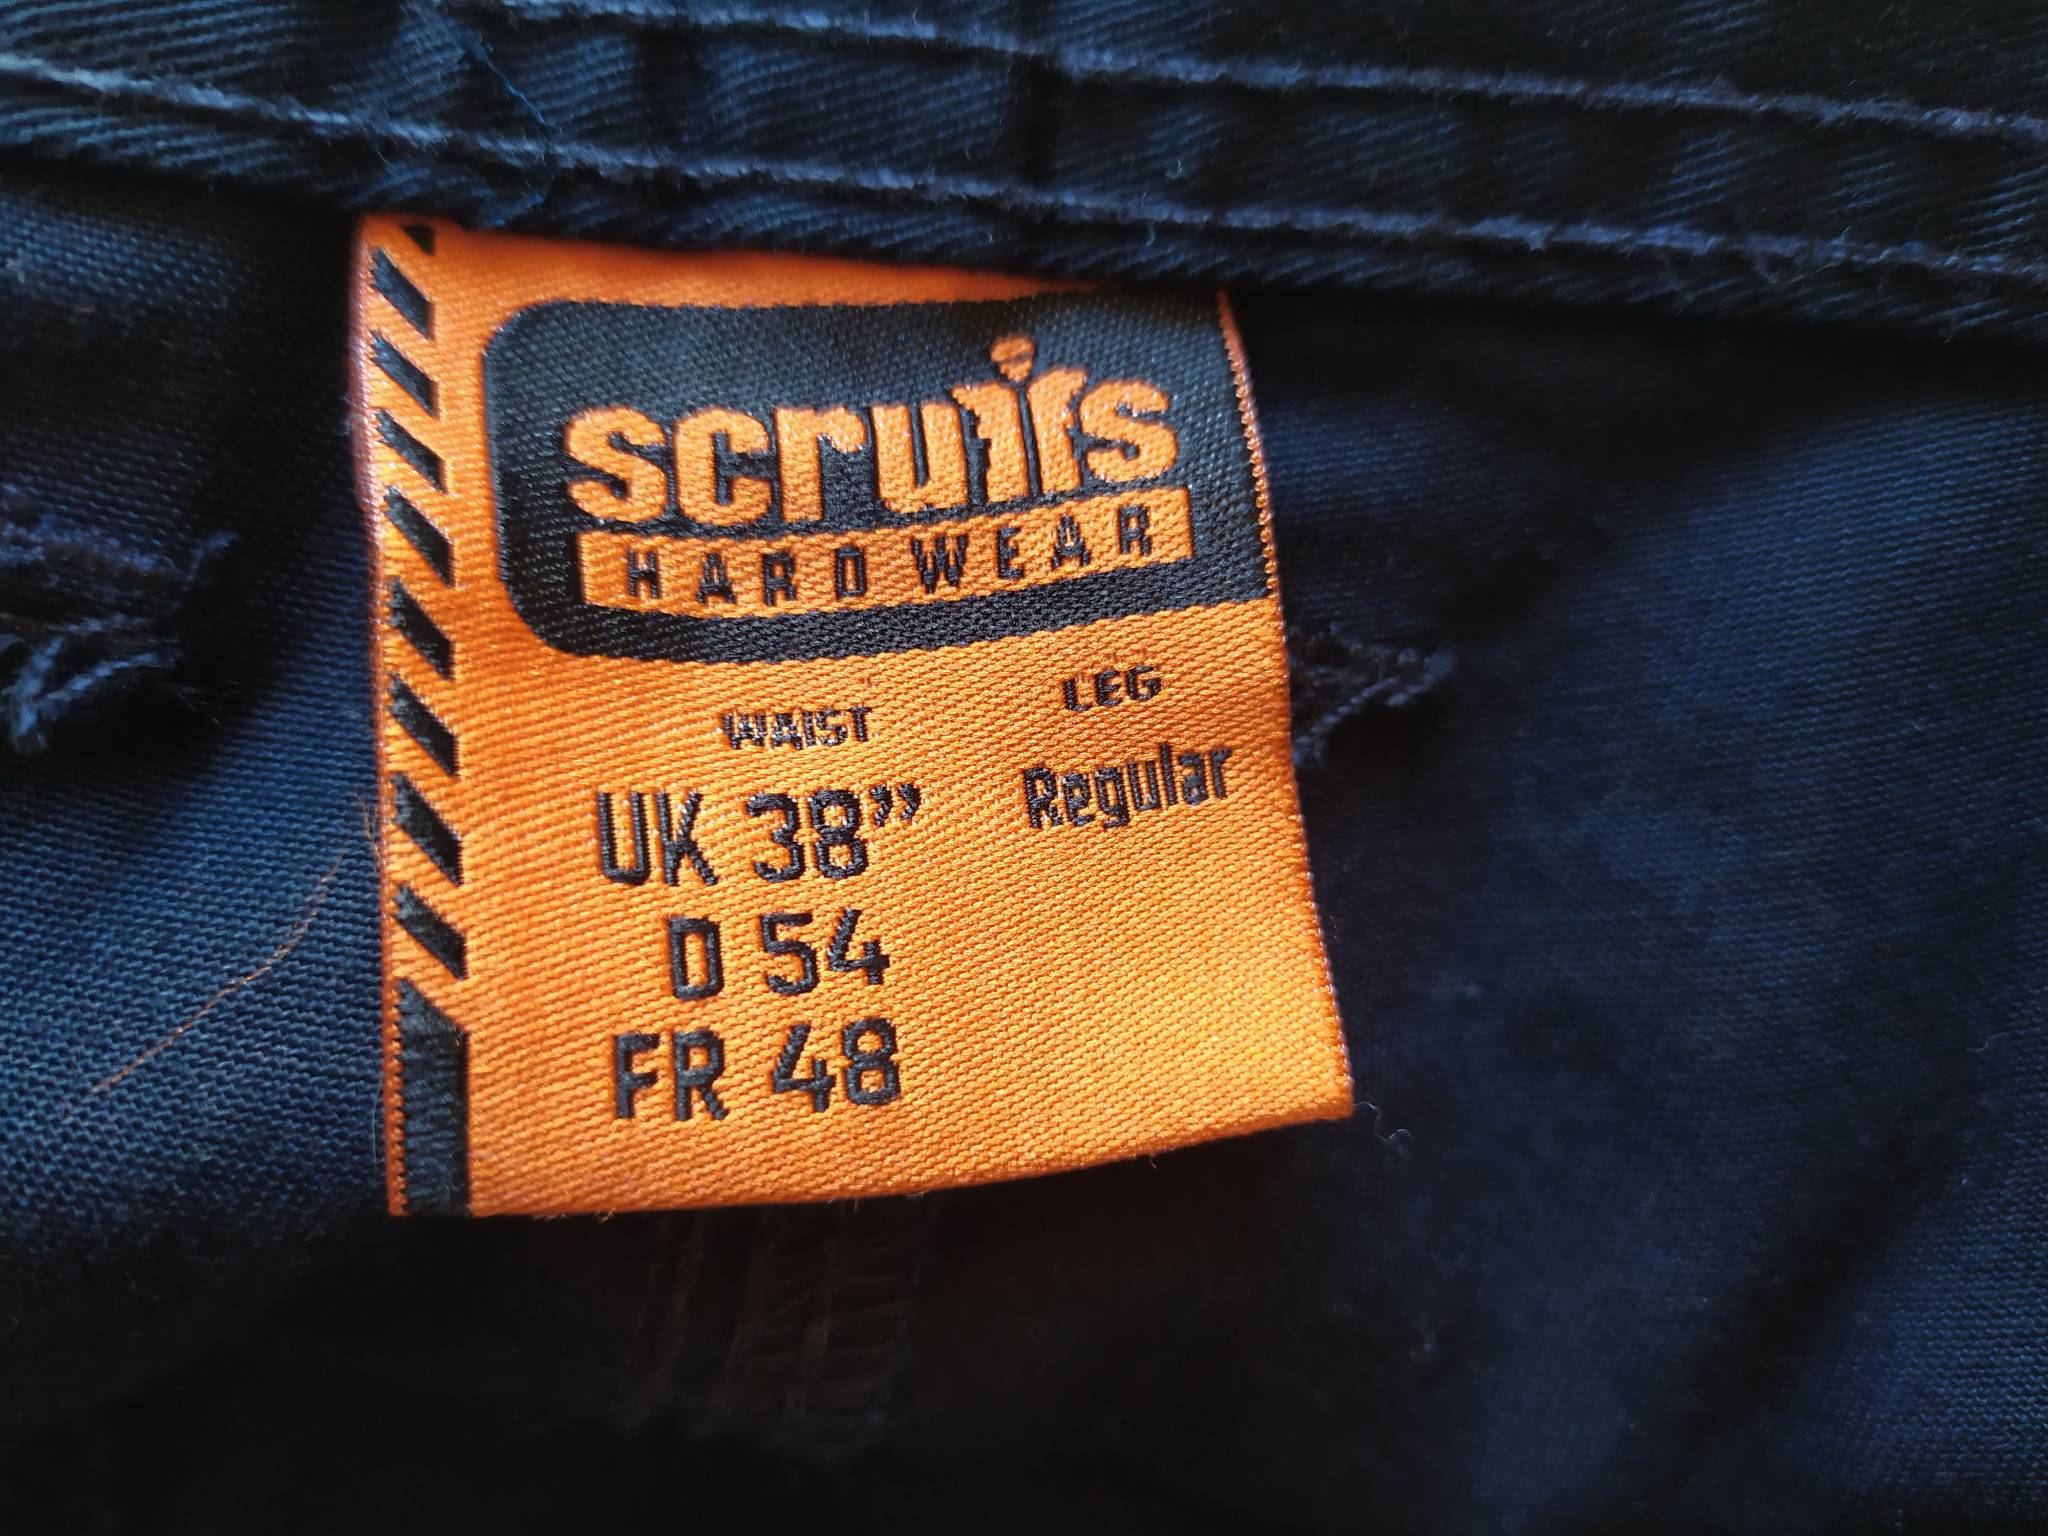 scruffs
HARDWEAR
WAIST LEG
UK 38” Regular
D 54
FR 48